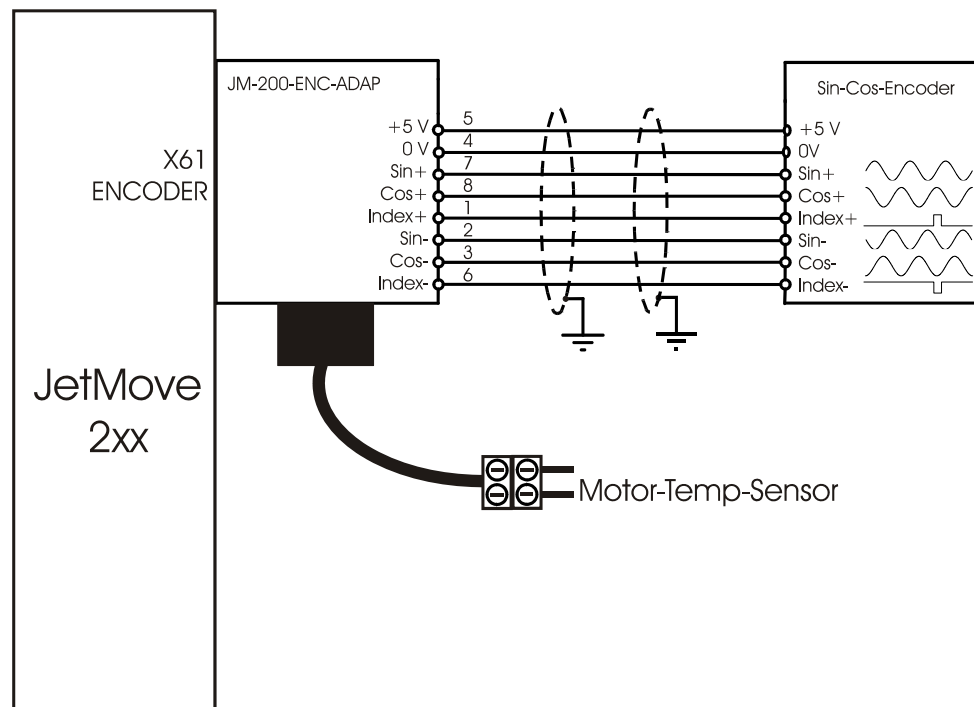 JM-200-ENC-ADAP
Sin-Cos-Encoder
X61
ENCODER
+5 V 5 +5 V
0 V 4 0V
Sin+ 7 Sin+
Cos+ 8 Cos+
Index+ 1 Index+
Sin- 2 Sin-
Cos- 3 Cos-
Index- 6 Index-
JetMove
2xx
Motor-Temp-Sensor